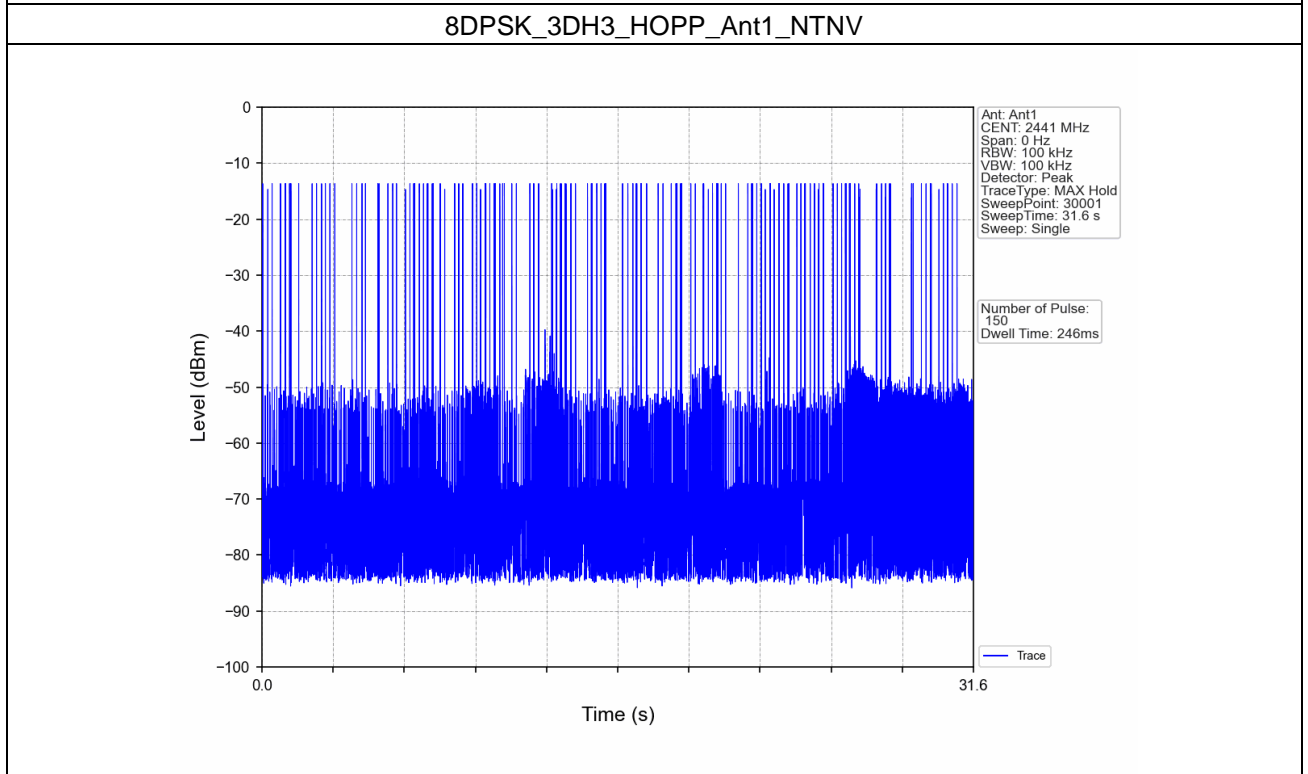 8DPSK_3DH3_HOPP_Ant1_NTNV
0
−10
−20
−30
−40
−50
−60
−70
−80
−90
−100
Level (dBm)
0.0
31.6
Time (s)
Ant: Ant1
CENT: 2441 MHz
Span: 0 Hz
RBW: 100 kHz
VBW: 100 kHz
Detector: Peak
TraceType: MAX Hold
SweepPoint: 30001
SweepTime: 31.6 s
Sweep: Single
Number of Pulse:
150
Dwell Time: 246ms
Trace